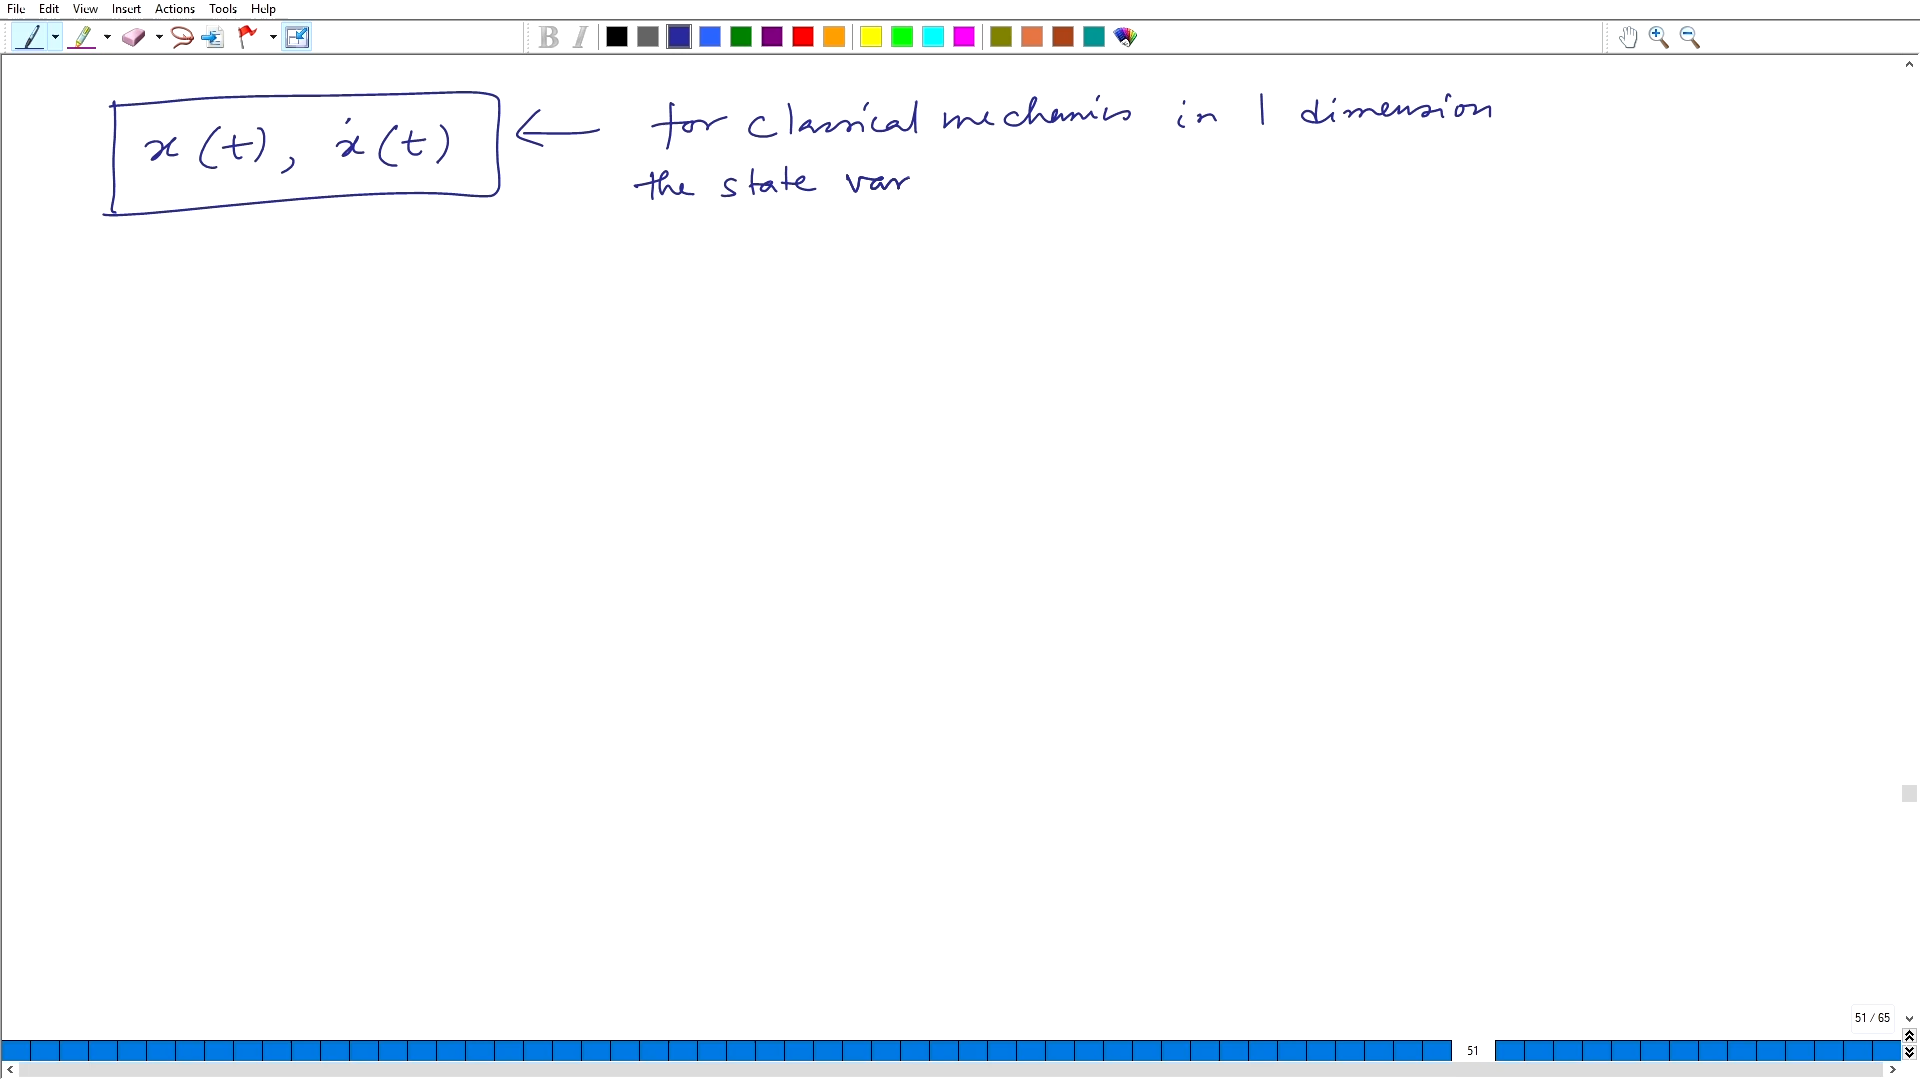 File Edit View Insert Actions Tools Help
B I
x(t), ẋ(t) ← for classical mechanics in 1 dimension
the state var
51 / 65
51